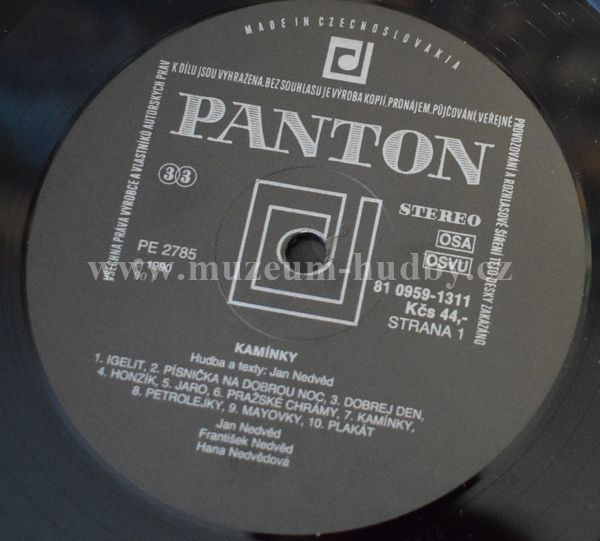 MADE IN CZECHOSLOVAKIA
VŠECHNA PRÁVA VÝROBCE A VLASTNÍKŮ AUTORSKÝCH PRÁV
K DÍLU JSOU VYHRAZENA. BEZ SOUHLASU JE VÝROBA KOPIÍ, PRONÁJEM, PŮJČOVÁNÍ, VEŘEJNÉ
PROVOZOVÁNÍ A ROZHLASOVÉ ŠÍŘENÍ TÉTO DESKY ZAKÁZÁNO
PANTON
33
STEREO
PE 2785
OSA
OSVU
℗ 1990
www.muzeum-hudby.cz
81 0959-1311
Kčs 44,-
STRANA 1
KAMÍNKY
Hudba a texty: Jan Nedvěd
1. IGELIT, 2. PÍSNIČKA NA DOBROU NOC, 3. DOBREJ DEN,
4. HONZÍK, 5. JARO, 6. PRAŽSKÉ CHRÁMY, 7. KAMÍNKY,
8. PETROLEJKY, 9. MAYOVKY, 10. PLAKÁT
Jan Nedvěd
František Nedvěd
Hana Nedvědová